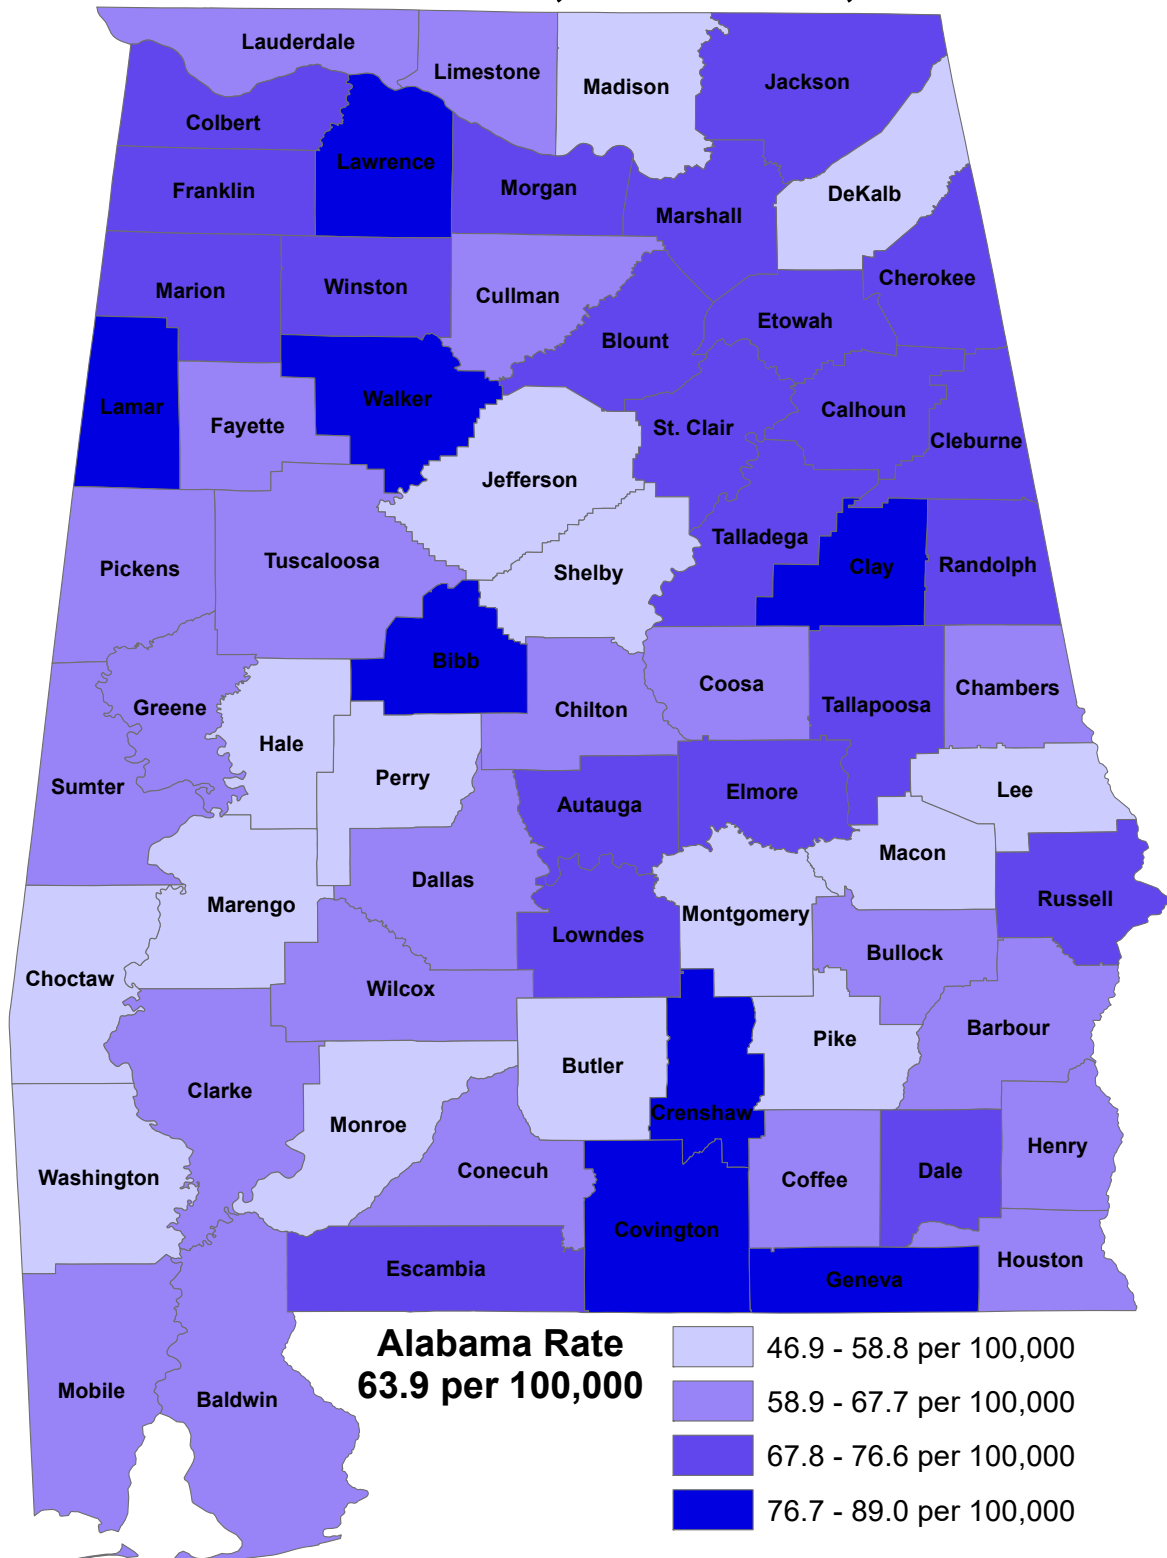 Lauderdale
Limestone
Madison
Jackson
Colbert
Lawrence
Franklin
Morgan
DeKalb
Marshall
Cherokee
Marion
Winston
Cullman
Etowah
Blount
Lamar
Walker
Fayette
Calhoun
St. Clair
Cleburne
Jefferson
Talladega
Tuscaloosa
Pickens
Shelby
Clay
Randolph
Bibb
Coosa
Chambers
Greene
Chilton
Tallapoosa
Hale
Perry
Sumter
Autauga
Elmore
Lee
Macon
Dallas
Russell
Marengo
Montgomery
Lowndes
Bullock
Choctaw
Wilcox
Barbour
Pike
Butler
Clarke
Crenshaw
Monroe
Henry
Conecuh
Dale
Washington
Coffee
Covington
Houston
Escambia
Geneva
Mobile
Baldwin
Alabama Rate
63.9 per 100,000
46.9 - 58.8 per 100,000
58.9 - 67.7 per 100,000
67.8 - 76.6 per 100,000
76.7 - 89.0 per 100,000